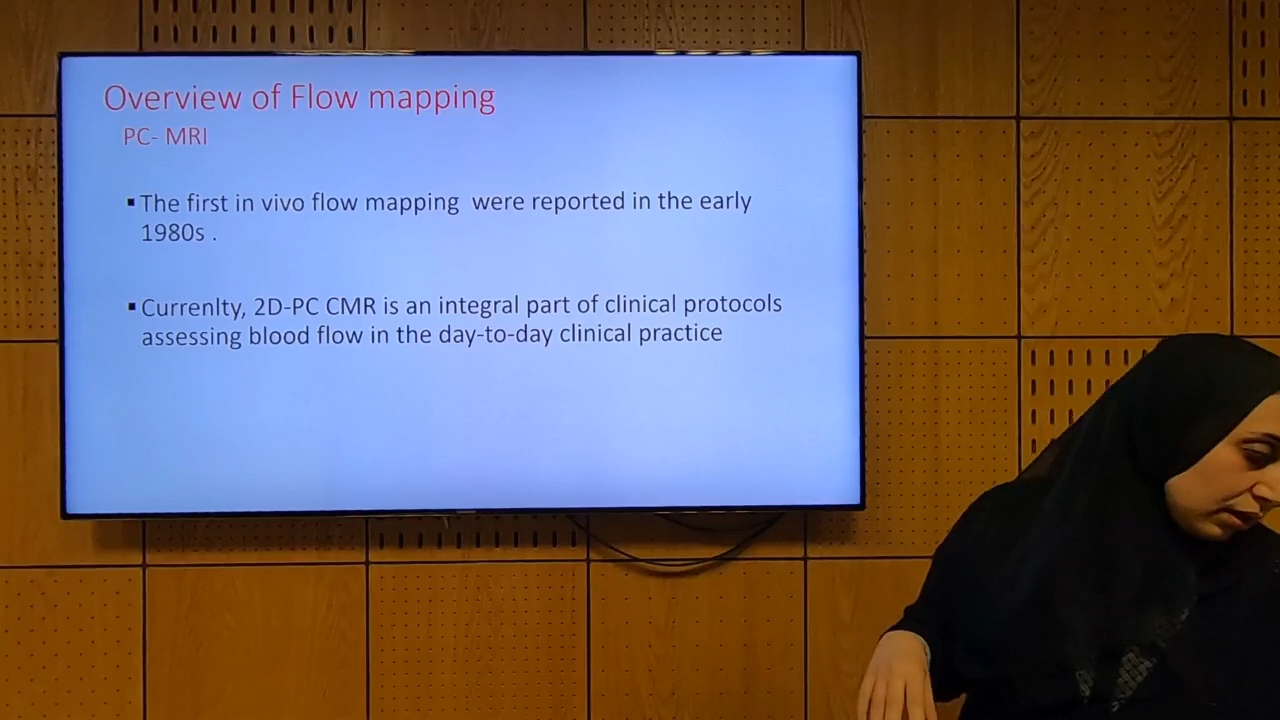 Overview of Flow mapping
PC- MRI
▪ The first in vivo flow mapping were reported in the early
1980s .
▪ Currenlty, 2D-PC CMR is an integral part of clinical protocols
assessing blood flow in the day-to-day clinical practice